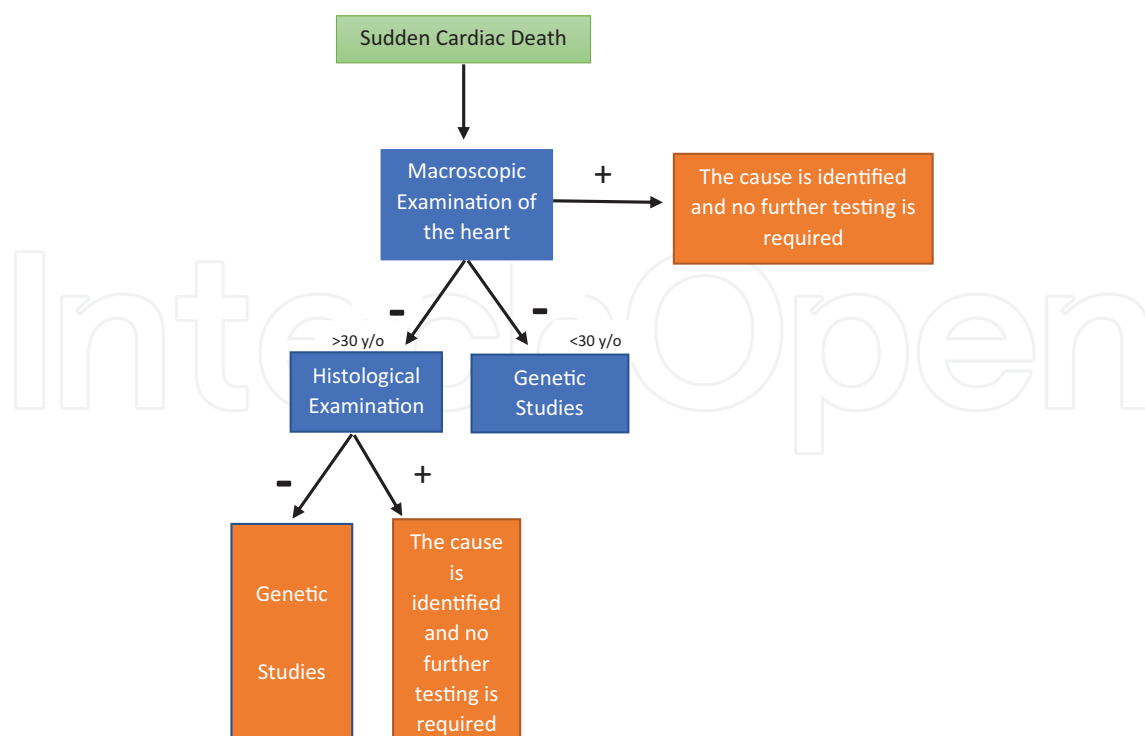 Sudden Cardiac Death
Macroscopic
Examination of
the heart
+
The cause is identified
and no further testing is
required
-
-
>30 y/o
<30 y/o
Histological
Examination
Genetic
Studies
-
+
Genetic
Studies
The cause
is
identified
and no
further
testing is
required
IntechOpen